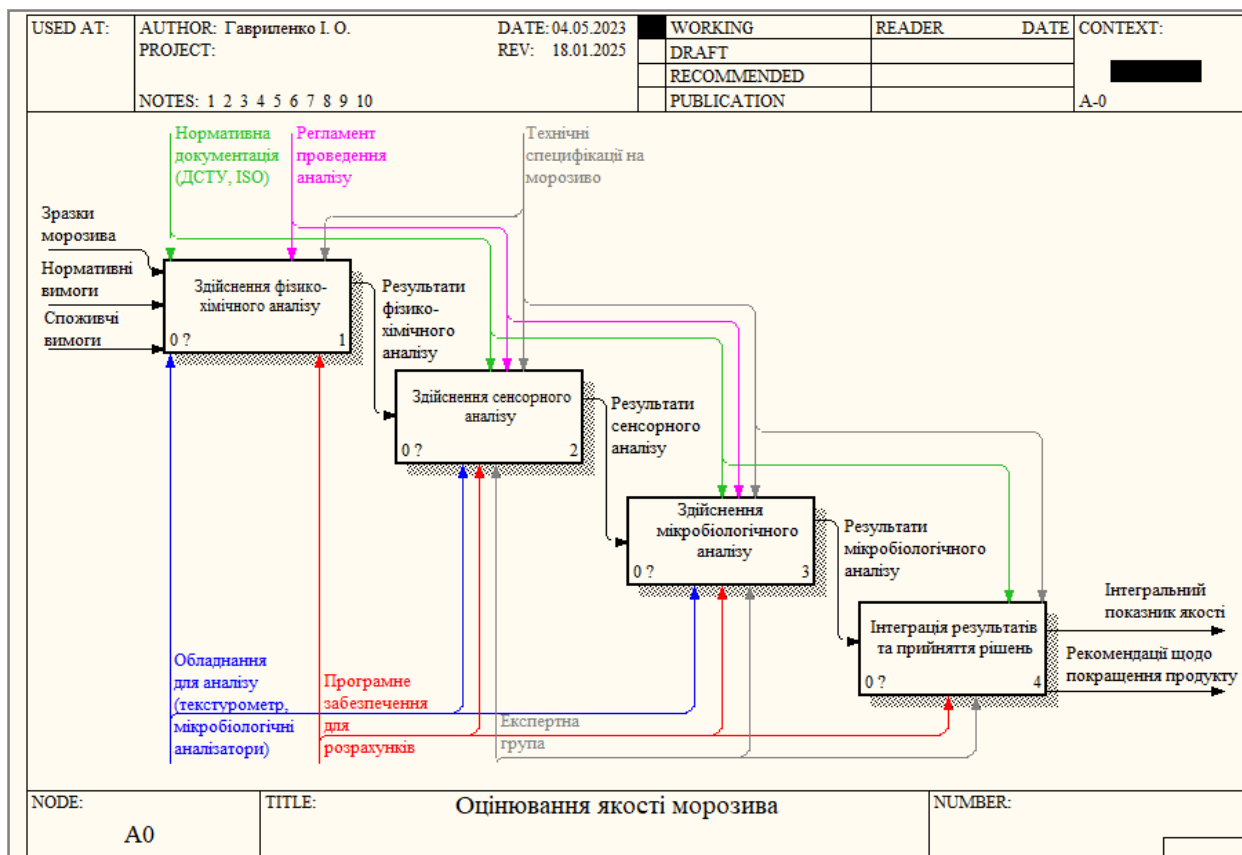 USED AT:
AUTHOR: Гавриленко І. О.
DATE: 04.05.2023
PROJECT:
REV: 18.01.2025
NOTES: 1 2 3 4 5 6 7 8 9 10
WORKING
DRAFT
RECOMMENDED
PUBLICATION
READER
DATE
CONTEXT:
A-0
Нормативна
документація
(ДСТУ, ISO)
Регламент
проведення
аналізу
Технічні
специфікації на
морозиво
Зразки
морозива
Нормативні
вимоги
Споживчі
вимоги
Здійснення фізико-
хімічного аналізу
0 ?
1
Результати
фізико-
хімічного
аналізу
Здійснення сенсорного
аналізу
0 ?
2
Результати
сенсорного
аналізу
Здійснення
мікробіологічного
аналізу
0 ?
3
Результати
мікробіологічного
аналізу
Інтеграція результатів
та прийняття рішень
0 ?
4
Інтегральний
показник якості
Рекомендації щодо
покращення продукту
Обладнання
для аналізу
(текстурометр,
мікробіологічні
аналізатори)
Програмне
забезпечення
для
розрахунків
Експертна
група
NODE:
A0
TITLE:
Оцінювання якості морозива
NUMBER: